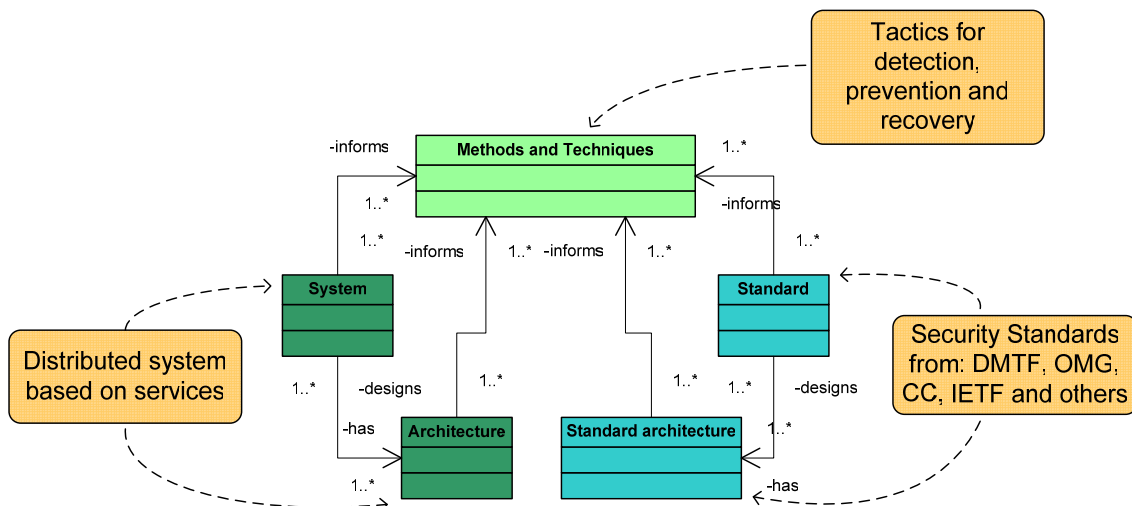 Tactics for
detection,
prevention and
recovery
-informs
Methods and Techniques
1..*
1..*
-informs
1..*
-informs
1..*
-informs
1..*
1..*
System
Standard
Distributed system
based on services
Security Standards
from: DMTF, OMG,
CC, IETF and others
1..*
-designs
1..*
1..*
1..*
-designs
-has
Architecture
Standard architecture
1..*
1..*
-has